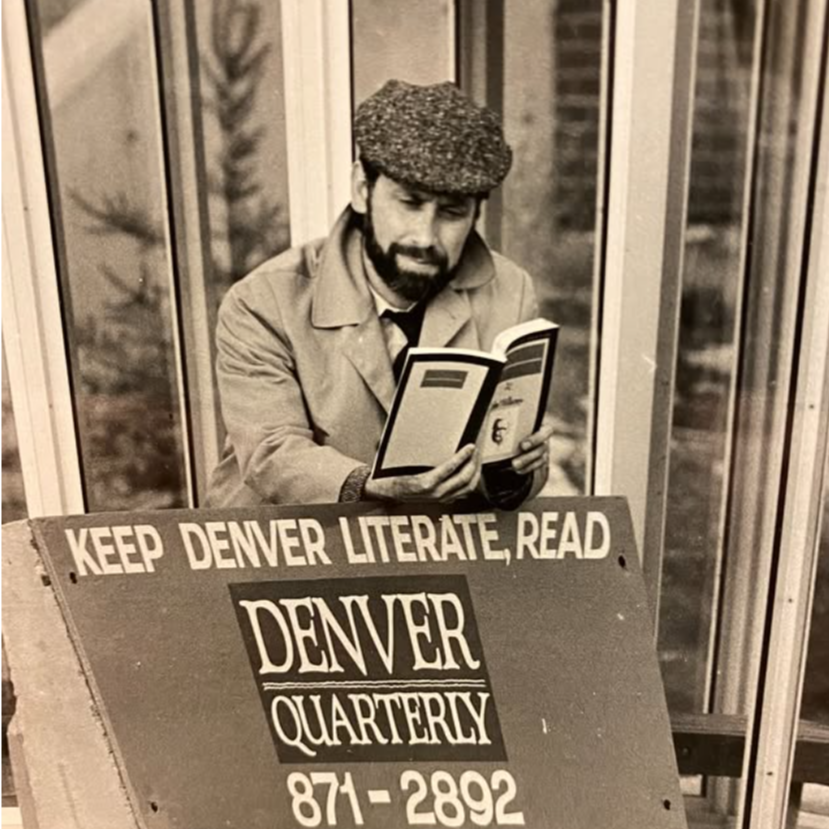 KEEP DENVER LITERATE, READ
DENVER
QUARTERLY
871-2892